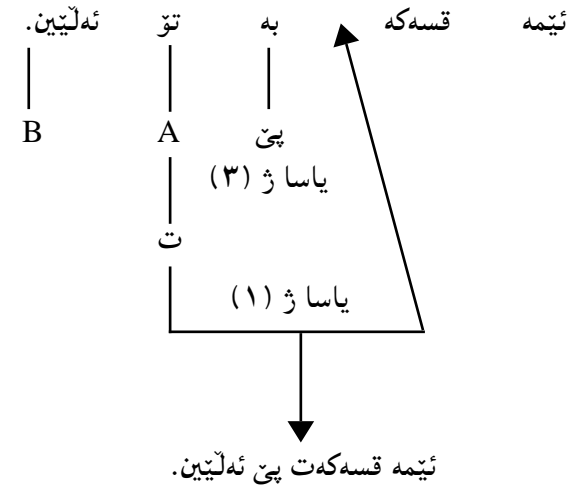 ئێمە قسەکە بە تۆ ئەڵێین.
پێ A B
یاسا ژ (٣)
ت
یاسا ژ (١)
ئێمە قسەکەت پێ ئەڵێین.